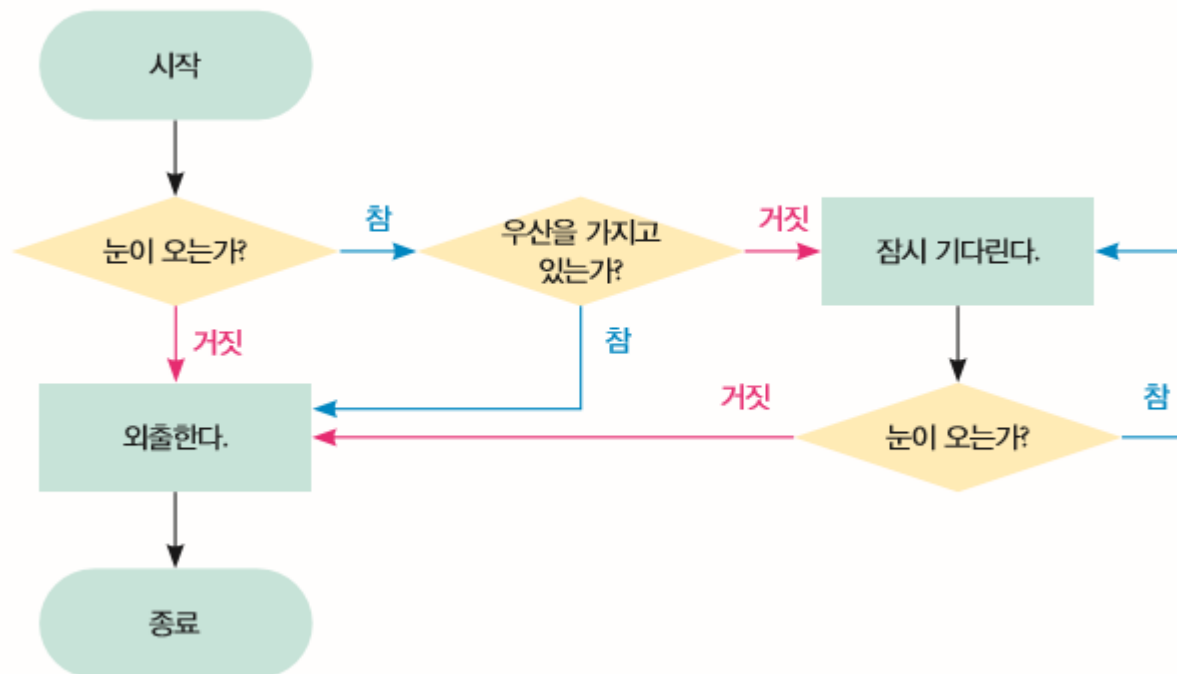 시작
눈이 오는가?
참
우산을 가지고
있는가?
거짓
잠시 기다린다.
거짓
참
외출한다.
거짓
눈이 오는가?
참
종료